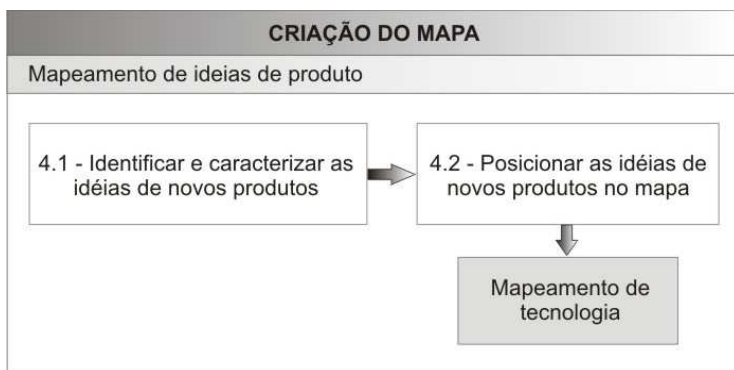 CRIAÇÃO DO MAPA
Mapeamento de ideias de produto
4.1 - Identificar e caracterizar as
idéias de novos produtos
4.2 - Posicionar as idéias de
novos produtos no mapa
Mapeamento de
tecnologia